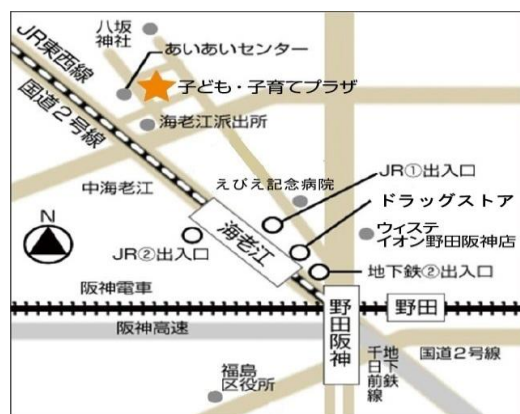 八坂
神社
あいあいセンター
JR東西線
国道2号線
子ども・子育てプラザ
海老江派出所
中海老江
えびえ記念病院
JR①出入口
ドラッグストア
N
海老江
ウィステ
イオン野田阪神店
JR②出入口
地下鉄②出入口
阪神電車
野田阪神
野田
阪神高速
国道2号線
福島
区役所
地下鉄
千日前線